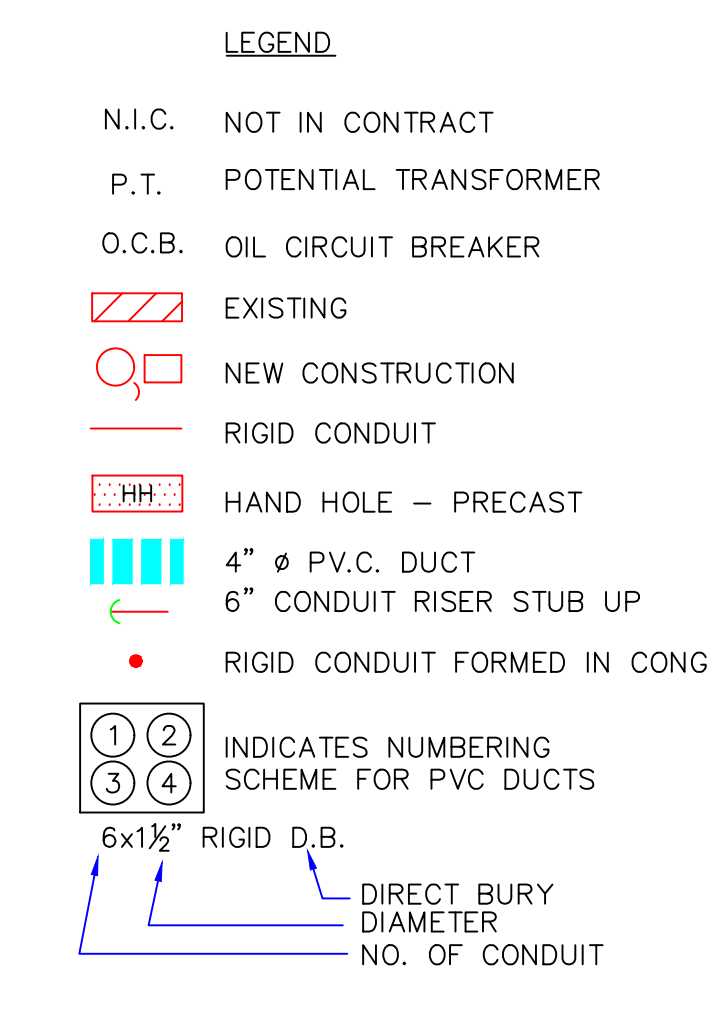 LEGEND
N.I.C. NOT IN CONTRACT
P.T. POTENTIAL TRANSFORMER
O.C.B. OIL CIRCUIT BREAKER
EXISTING
NEW CONSTRUCTION
RIGID CONDUIT
HH HAND HOLE – PRECAST
4" ø PV.C. DUCT
6" CONDUIT RISER STUB UP
RIGID CONDUIT FORMED IN CONG
1 2
INDICATES NUMBERING
3 4 SCHEME FOR PVC DUCTS
6x1½" RIGID D.B.
DIRECT BURY
DIAMETER
NO. OF CONDUIT